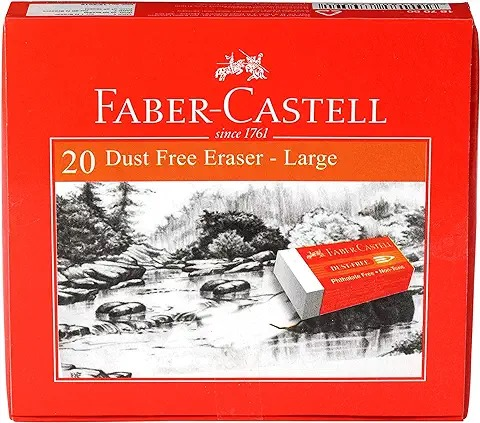 FABER-CASTELL
since 1761
20 Dust Free Eraser - Large
FABER-CASTELL
DUST-FREE
Phthalate Free • Non-Toxic